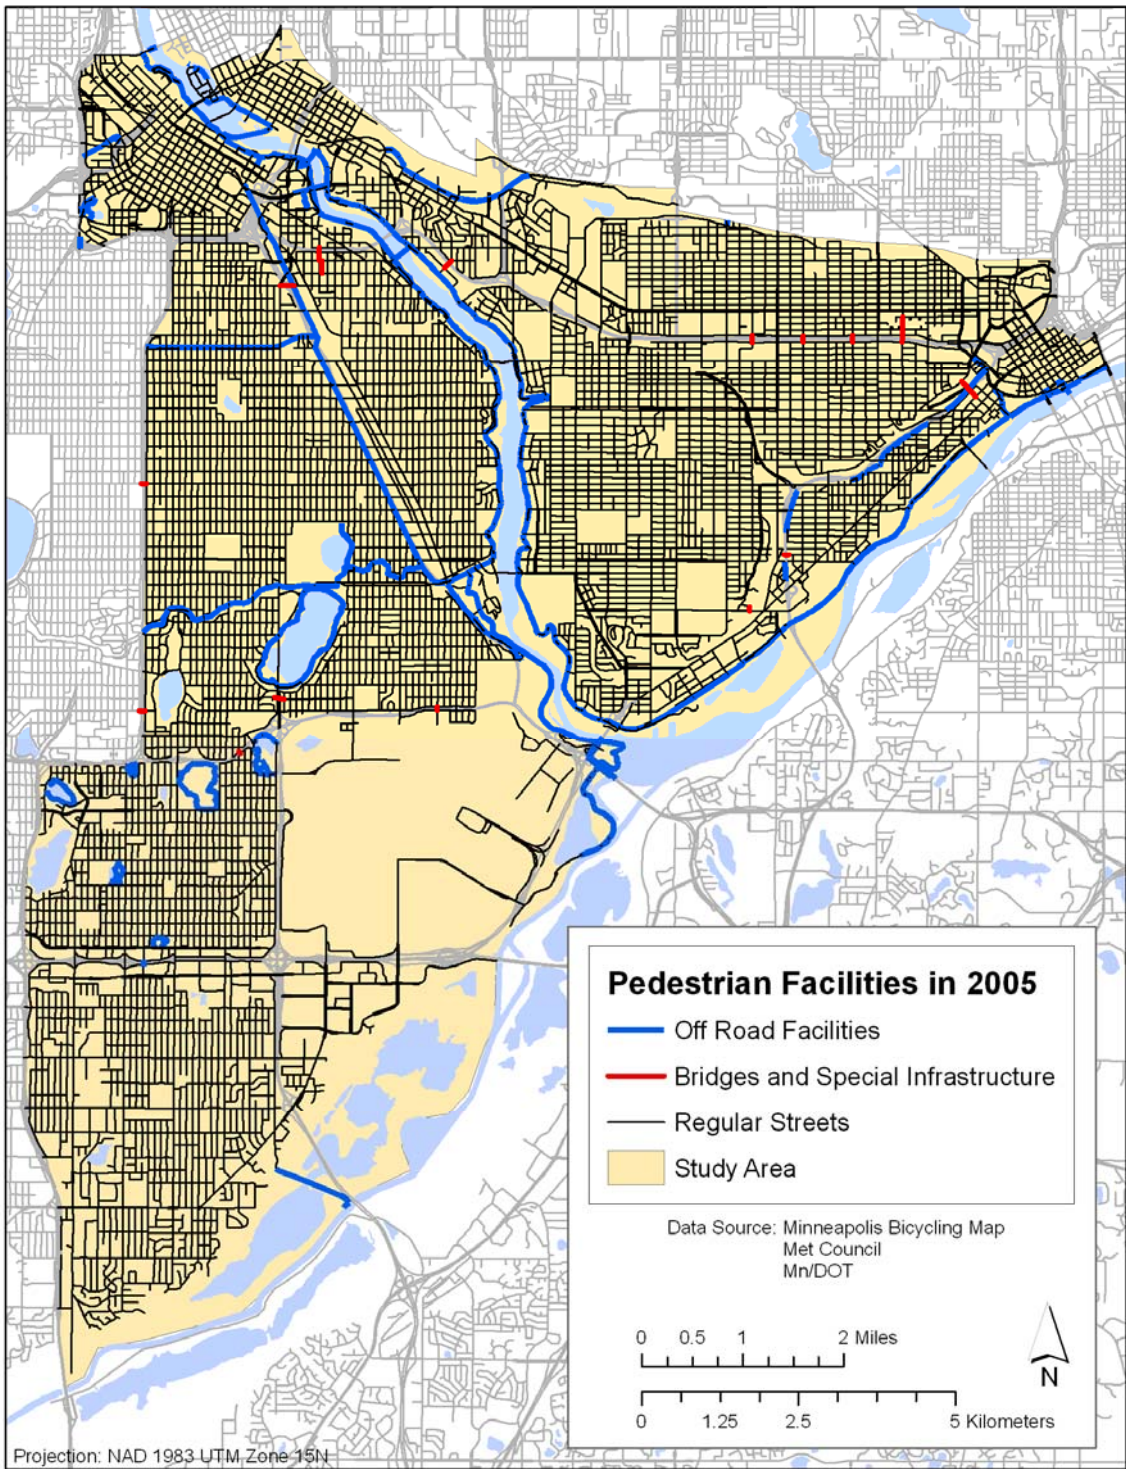 Pedestrian Facilities in 2005
Off Road Facilities
Bridges and Special Infrastructure
Regular Streets
Study Area
Data Source: Minneapolis Bicycling Map
Met Council
Mn/DOT
0 0.5 1 2 Miles
N
0 1.25 2.5 5 Kilometers
Projection: NAD 1983 UTM Zone 15N